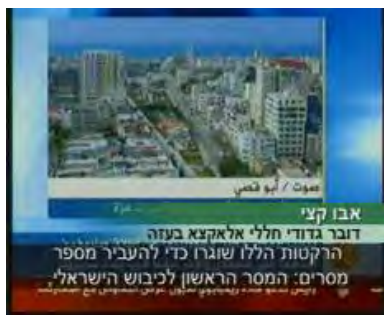 صوت / أبو قصي
غزة
אבו קצי
דובר גדודי חללי אלאקצא בעזה
הרקטות הללו שוגרו כדי להעביר מספר
מסרים: המסר הראשון לכיבוש הישראלי.